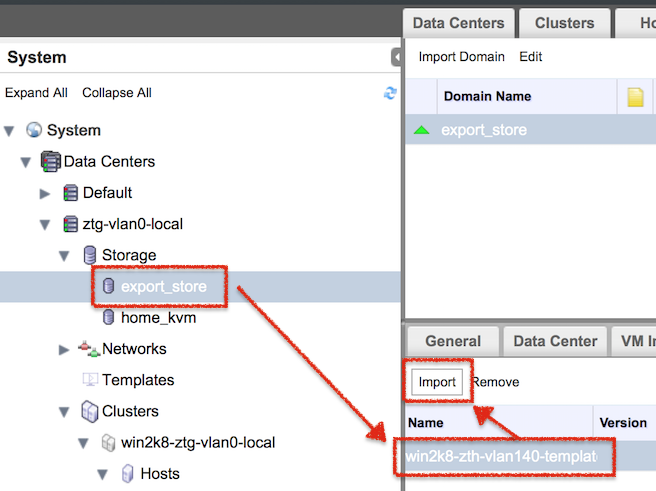 Data Centers
Clusters
System
Import Domain
Edit
Expand All
Collapse All
Domain Name
System
export_store
Data Centers
Default
ztg-vlan0-local
Storage
export_store
home_kvm
General
Data Center
Networks
Templates
Import
Remove
Clusters
Name
Version
win2k8-ztg-vlan0-local
win2k8-zth-vlan140-templat
Hosts